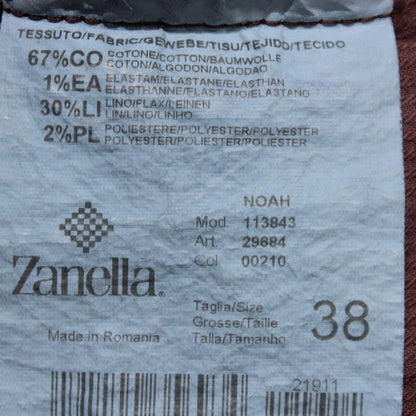 TESSUTO/FABRIC/GEWEBE/TISU/TEJIDO/TECIDO
67%CO COTONE/COTTON/BAUMWOLLE
COTON/ALGODON/ALGODAO
1%EA ELASTAM/ELASTANE/ELASTHAN
ELASTHANNE/ELASTANO/ELASTANO
30%LI LINO/FLAX/LEINEN
LIN/LINO/LINHO
2%PL POLIESTERE/POLYESTER/POLYESTER
POLYESTER/POLYESTER/POLIESTER
NOAH
Mod. 113843
Art. 29684
Col 00210
Zanella®
Taglia/Size
Grosse/Taille
Talla/Tamanho
38
Made in Romania
21911